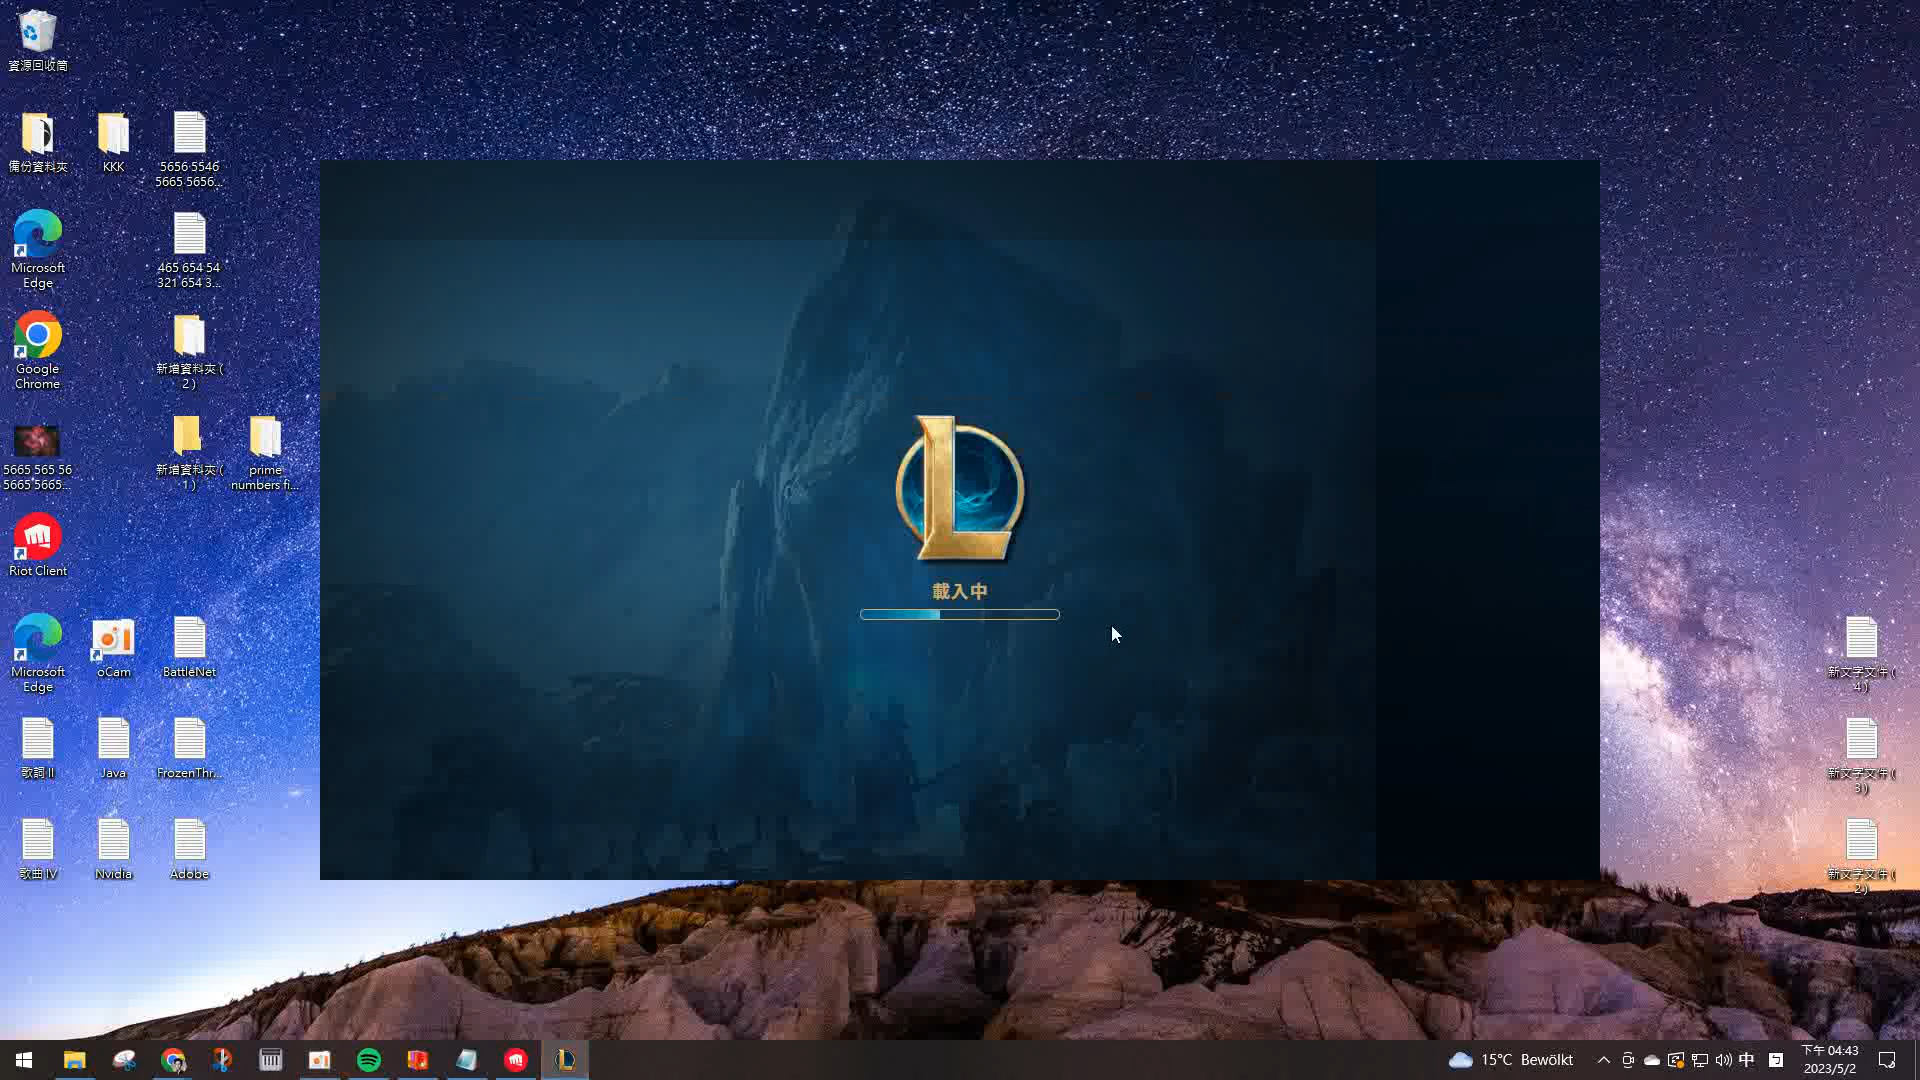 資源回收筒
備份資料夾
KKK
5656 5546
5665 5656...
Microsoft
Edge
465 654 54
321 654 3...
Google
Chrome
新增資料夾 (
2 )
5665 565 56
5665 5665...
新增資料夾 (
1 )
prime
numbers fi...
Riot Client
Microsoft
Edge
oCam
BattleNet
歌詞 II
Java
FrozenThr...
歌曲 IV
Nvidia
Adobe
載入中
新文字文件 (
4 )
新文字文件 (
3 )
新文字文件 (
2 )
15°C Bewölkt
中
下午 04:43
2023/5/2